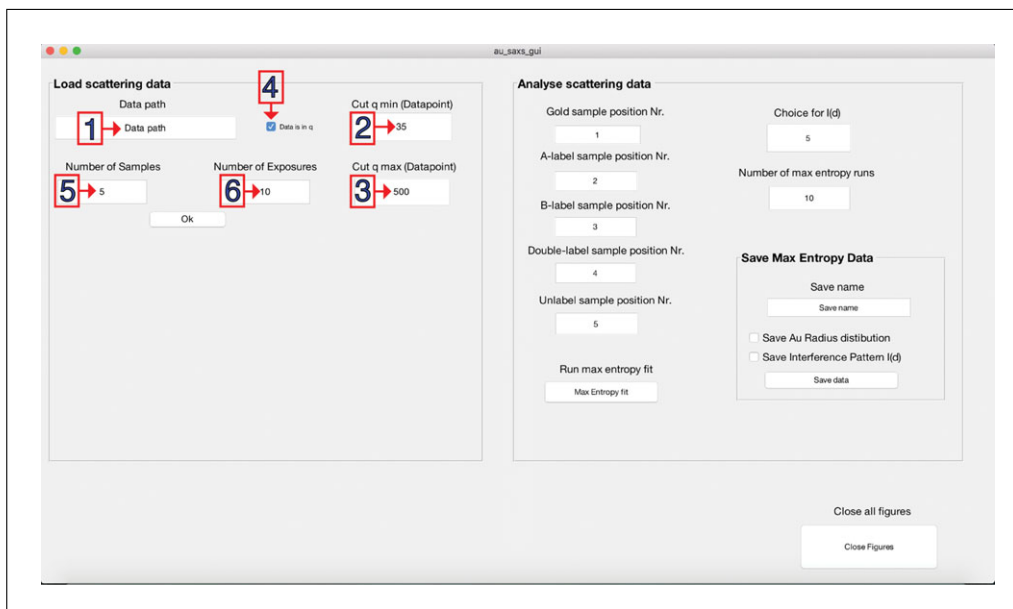 au_saxs_gui
Load scattering data
4
Data path
Cut q min (Datapoint)
1
Data path
Data is in q
2
35
Number of Samples
Number of Exposures
Cut q max (Datapoint)
5
5
6
10
3
500
Ok
Analyse scattering data
Gold sample position Nr.
1
A-label sample position Nr.
2
B-label sample position Nr.
3
Double-label sample position Nr.
4
Unlabel sample position Nr.
5
Run max entropy fit
Max Entropy fit
Choice for I(d)
5
Number of max entropy runs
10
Save Max Entropy Data
Save name
Save name
Save Au Radius distibution
Save Interference Pattern I(d)
Save data
Close all figures
Close Figures